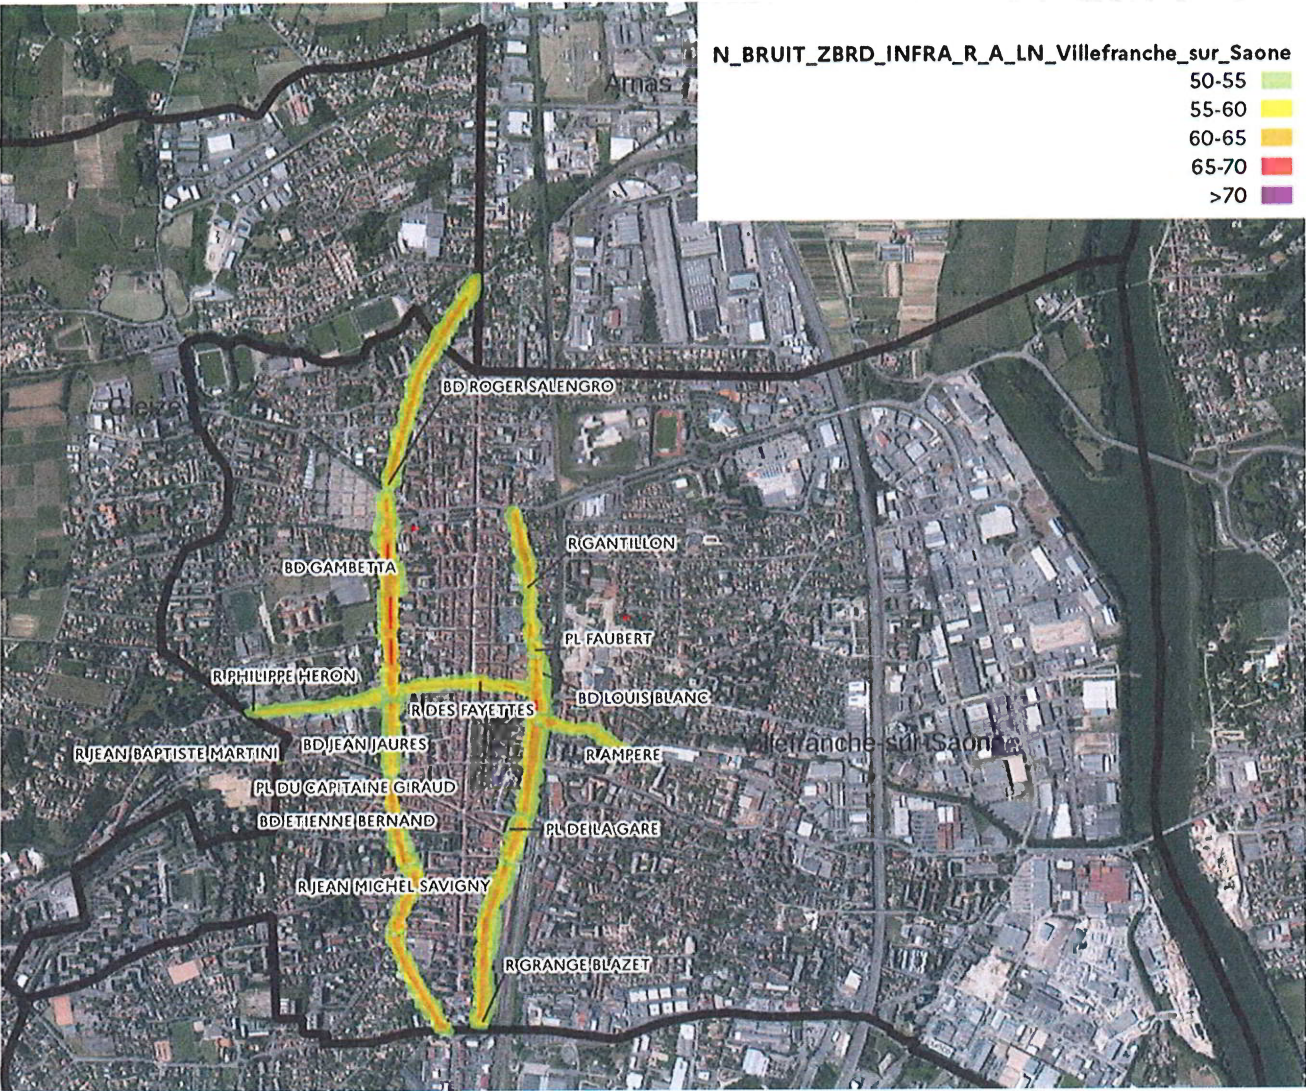 N_BRUIT_ZBRD_INFRA_R_A_LN_Villefranche_sur_Saone
50-55
55-60
60-65
65-70
>70
Arnas
BD ROGER SALENGRO
Gleizé
R GANTILLON
BD GAMBETTA
PL FAUBERT
R PHILIPPE HERON
BD LOUIS BLANC
R DES FAYETTES
BD JEAN JAURES
R JEAN BAPTISTE MARTINI
R AMPERE
Villefranche-sur-Saône
PL DU CAPITAINE GIRAUD
BD ETIENNE BERNAND
PL DE LA GARE
R JEAN MICHEL SAVIGNY
R GRANGE BLAZET